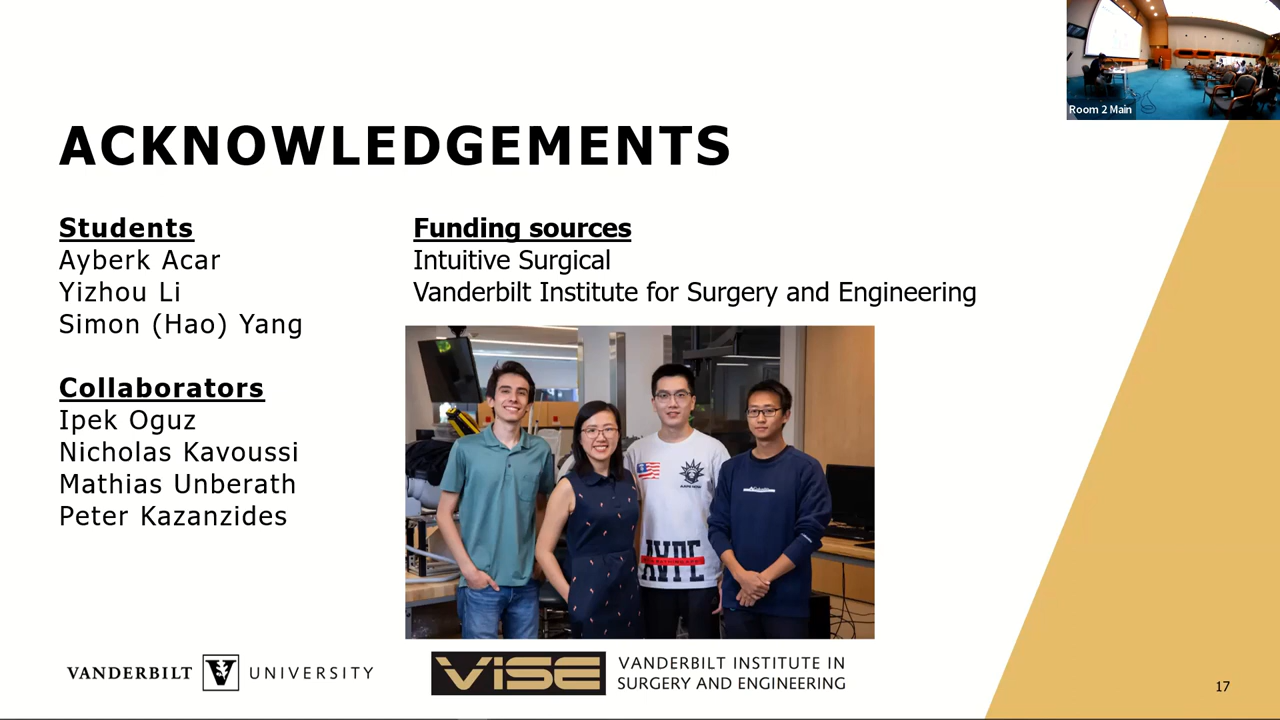 Room 2 Main
ACKNOWLEDGEMENTS
Students
Ayberk Acar
Yizhou Li
Simon (Hao) Yang
Collaborators
Ipek Oguz
Nicholas Kavoussi
Mathias Unberath
Peter Kazanzides
Funding sources
Intuitive Surgical
Vanderbilt Institute for Surgery and Engineering
VANDERBILT V UNIVERSITY
VISE
VANDERBILT INSTITUTE IN
SURGERY AND ENGINEERING
17